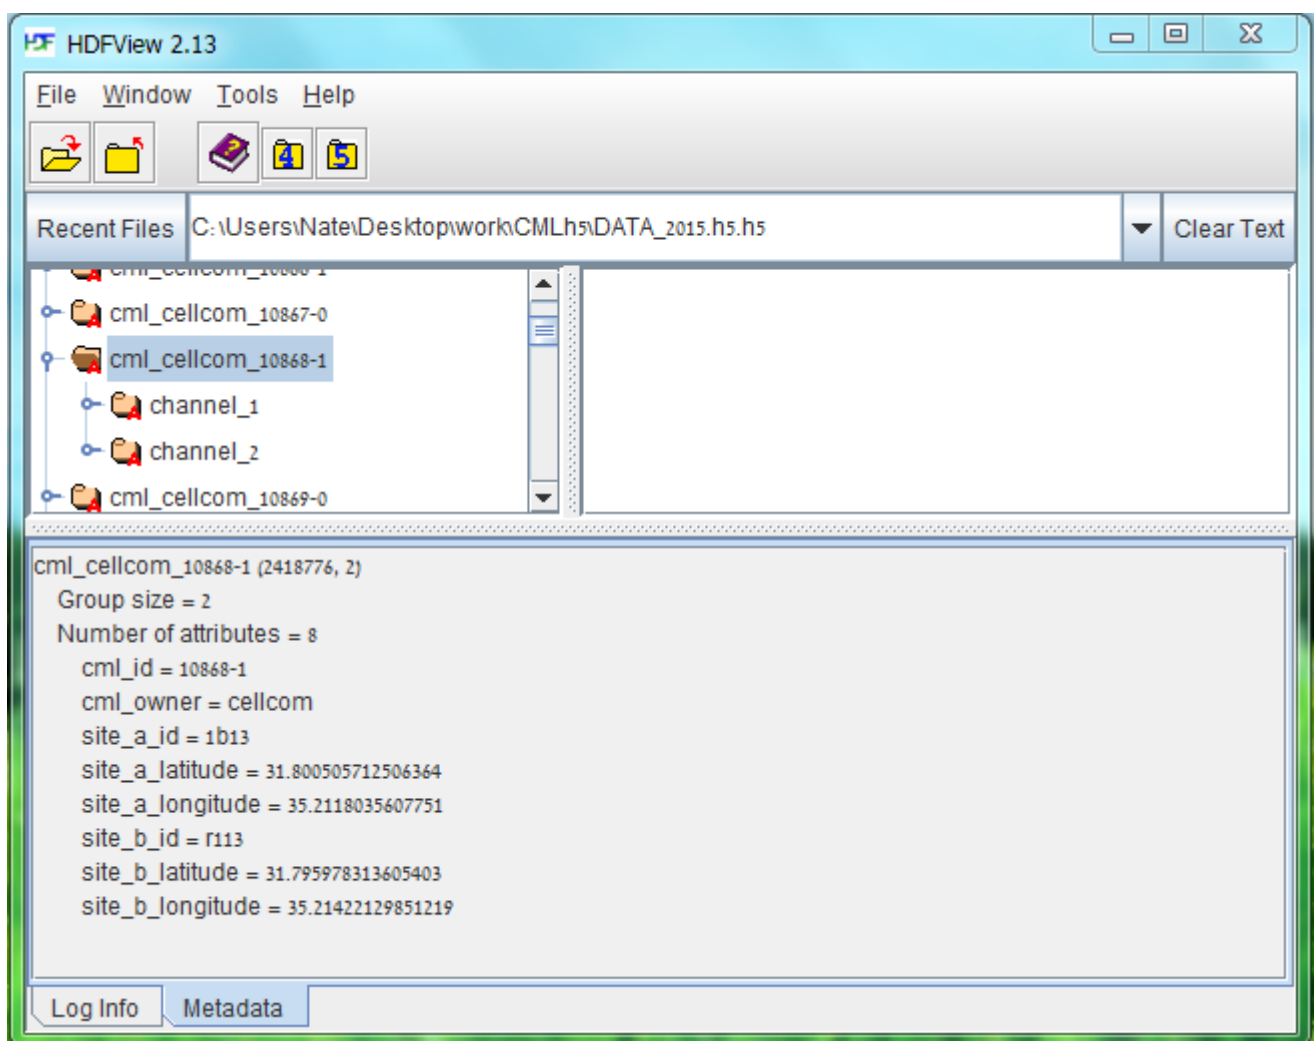 HDFView 2.13
File Window Tools Help
4 5
Recent Files C:\Users\Nate\Desktop\work\CMLh5\DATA_2015.h5.h5 Clear Text
cml_cellcom_10867-0
cml_cellcom_10868-1
channel_1
channel_2
cml_cellcom_10869-0
cml_cellcom_10868-1 (2418776, 2)
Group size = 2
Number of attributes = 8
cml_id = 10868-1
cml_owner = cellcom
site_a_id = 1b13
site_a_latitude = 31.800505712506364
site_a_longitude = 35.2118035607751
site_b_id = r113
site_b_latitude = 31.795978313605403
site_b_longitude = 35.21422129851219
Log Info Metadata